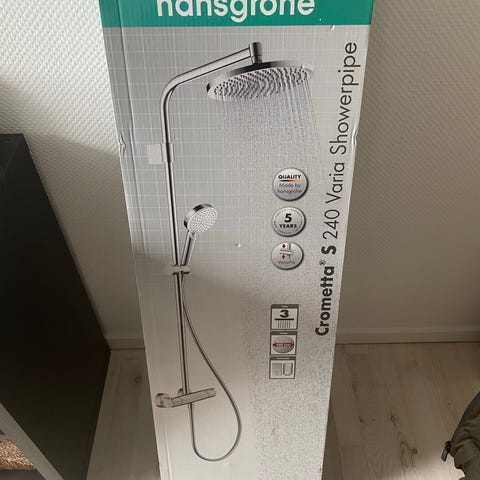 hansgrohe
QUALITY
Made by
hansgrohe
5
YEARS
Crometta® S 240 Varia Showerpipe
3